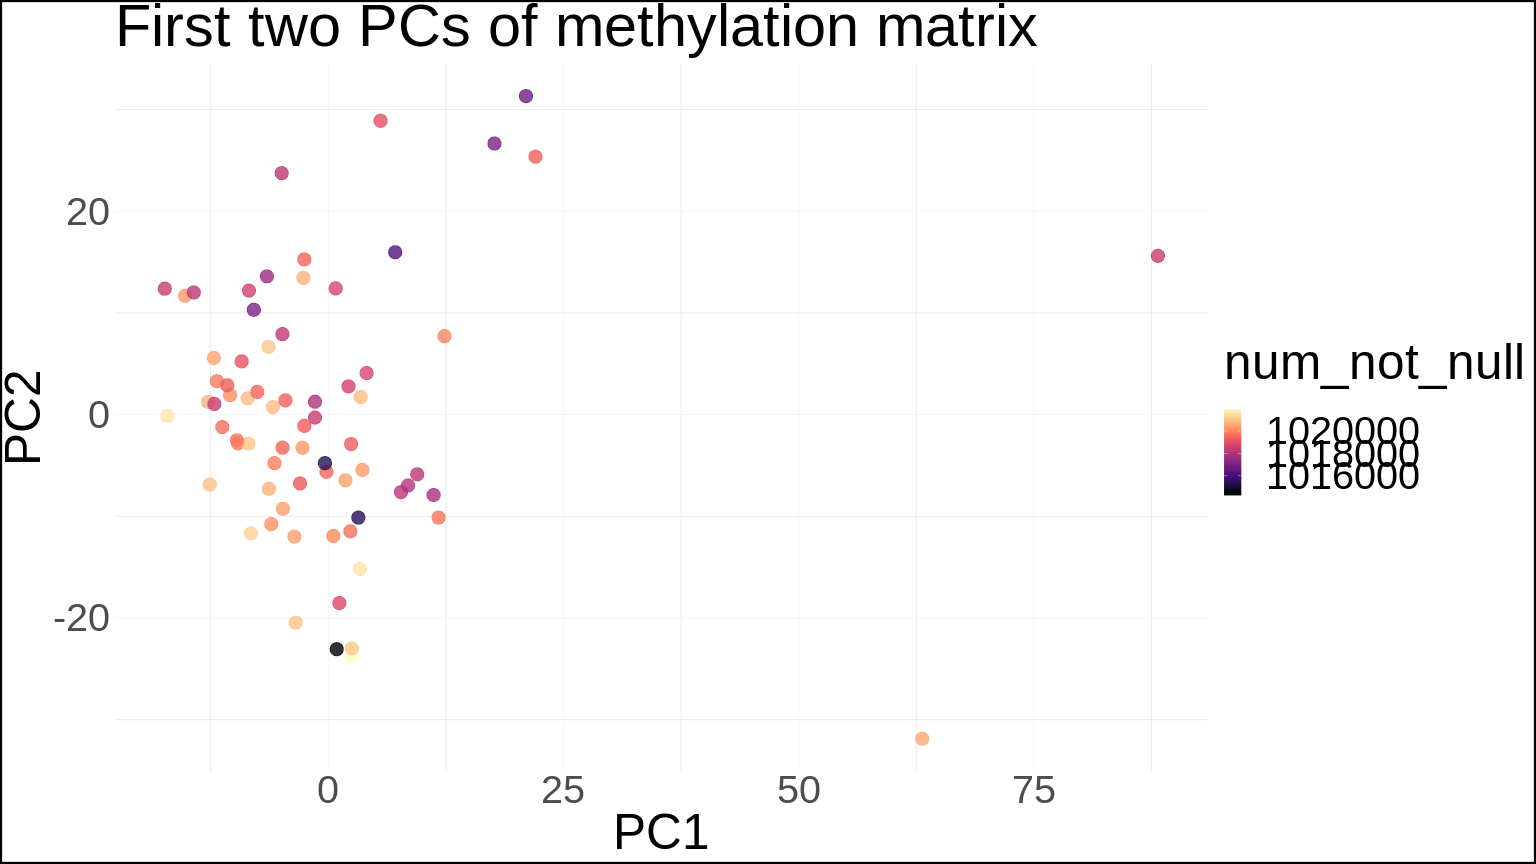 First two PCs of methylation matrix
PC2
20
0
-20
0
25
50
75
PC1
num_not_null
1020000
1018000
1016000